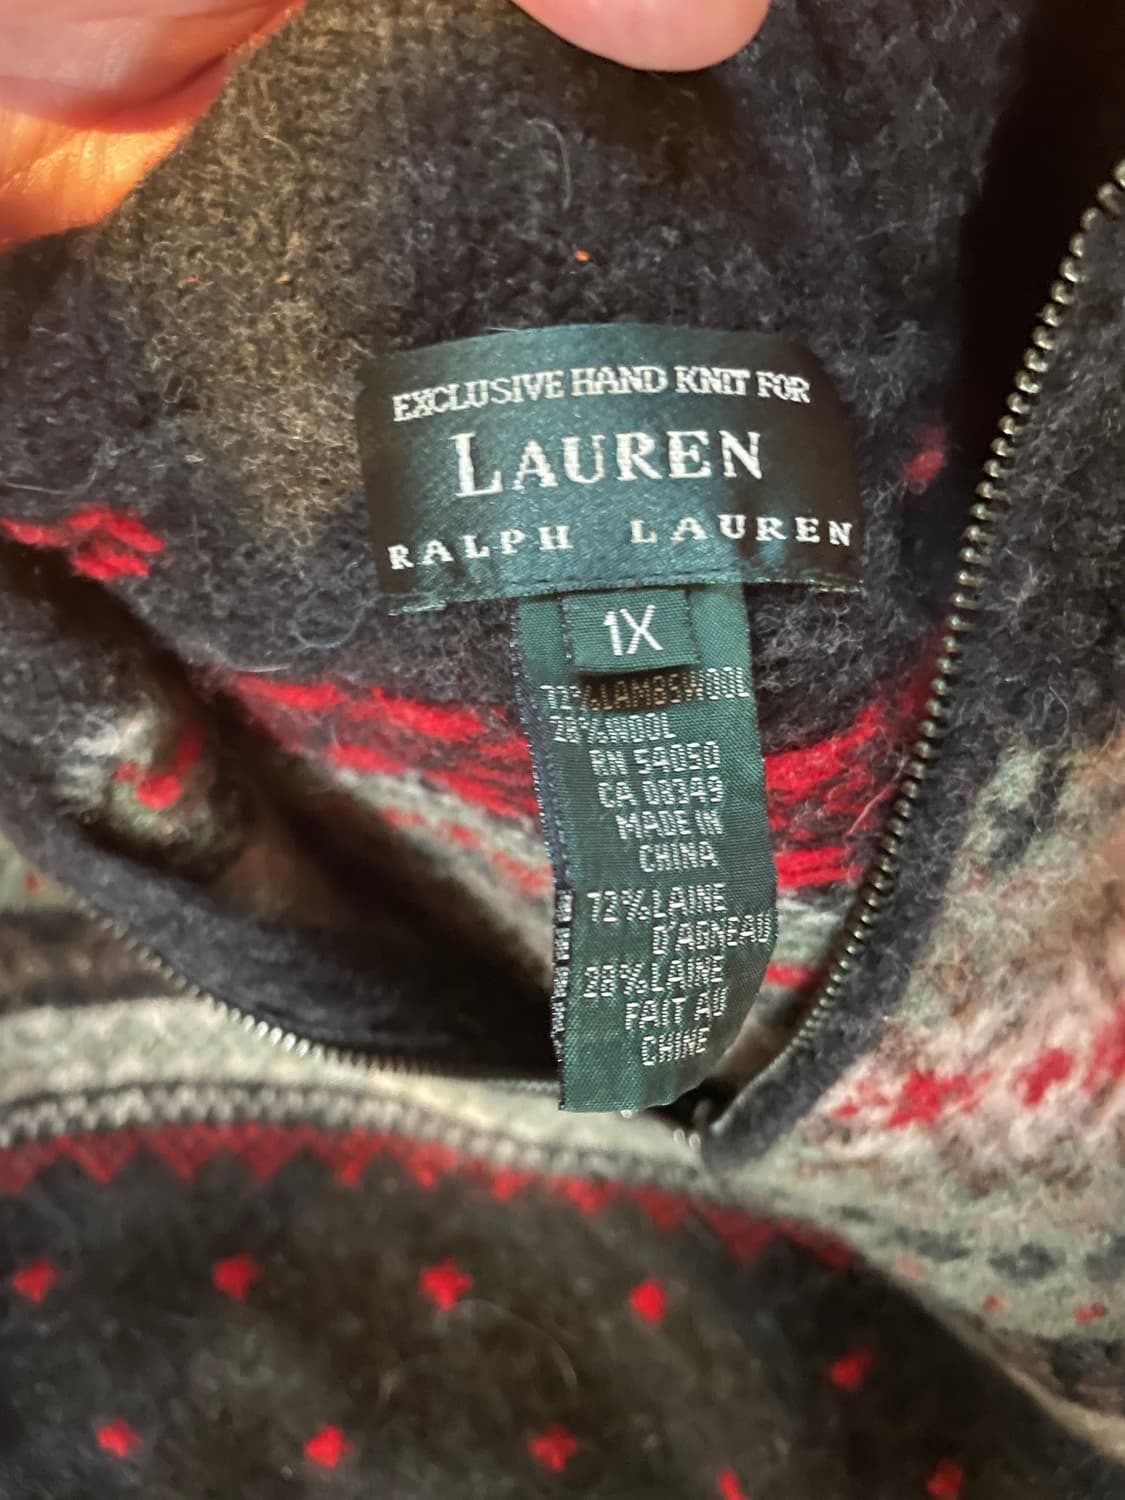 EXCLUSIVE HAND KNIT FOR
LAUREN
RALPH LAUREN
1X
72%LAMBSWOOL
28%WOOL
RN 54050
CA 08349
MADE IN
CHINA
72%LAINE
D'AGNEAU
28%LAINE
FAIT AU
CHINE